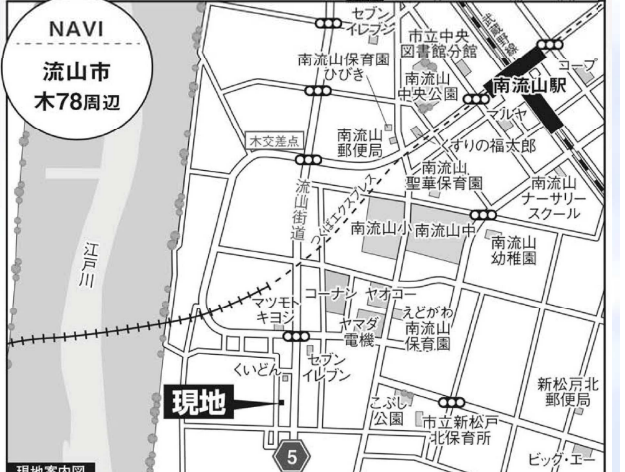 NAVI
流山市
木78周辺
セブン
イレブン
市立中央
図書館分館
武蔵野線
コープ
南流山保育園
ひびき
南流山
中央公園
南流山駅
マルヤ
木交差点
南流山
郵便局
すりの福太郎
南流山
聖華保育園
南流山
ナーサリー
スクール
流山街道
つくばエクスプレス
南流山小
南流山中
南流山
幼稚園
江戸川
マツモト
キヨシ
コーナン
ヤオコー
ヤマダ
電機
えどがわ
南流山
保育園
くいどん
セブン
イレブン
現地
こぶし
公園
市立新松戸
北保育所
新松戸北
郵便局
5
ビッグ・エー
現地案内図